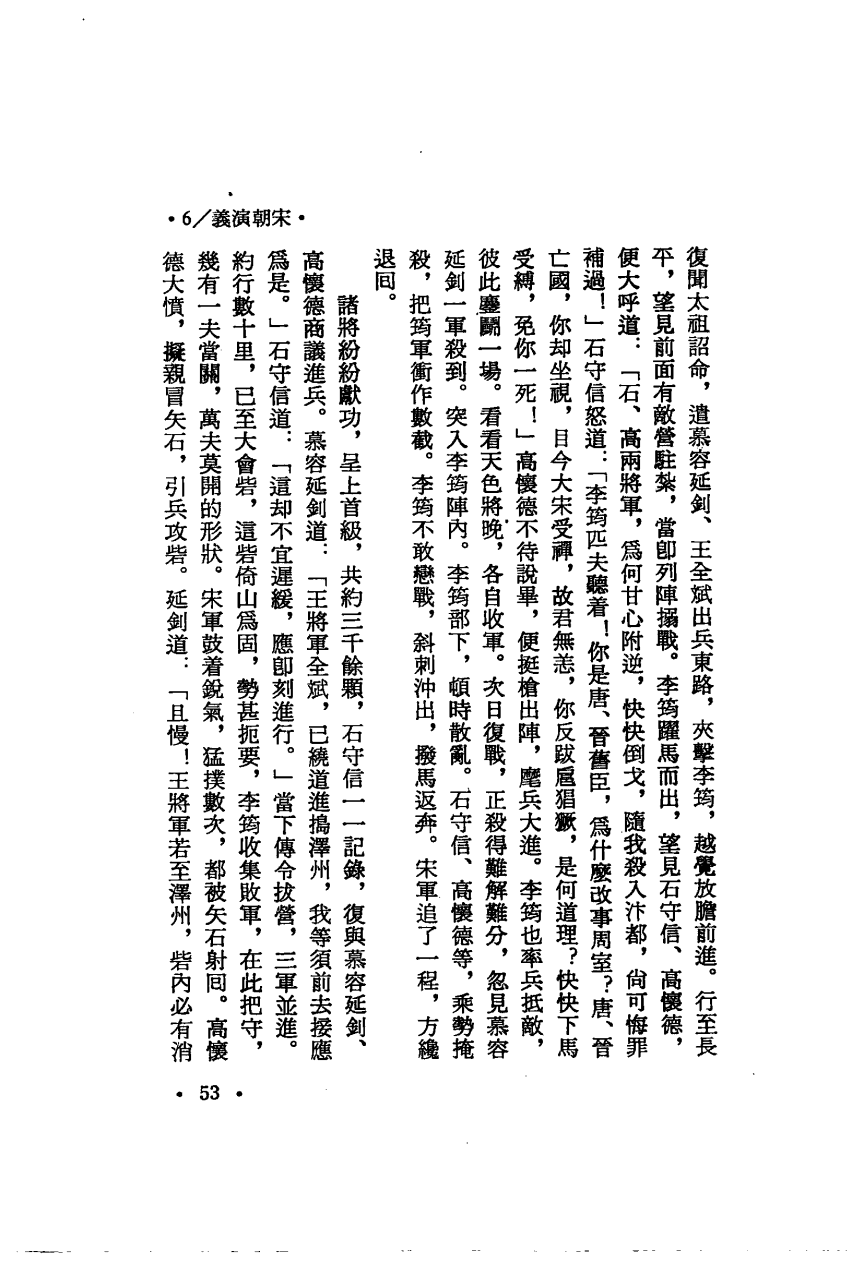 •6/義演朝宋•
復聞太祖詔命，遣慕容延釗、王全斌出兵東路，夾擊李筠，越覺放膽前進。行至長
平，望見前面有敵營駐紮，當卽列陣搦戰。李筠躍馬而出，望見石守信、高懷德，
便大呼道：「石、高兩將軍，爲何甘心附逆，快快倒戈，隨我殺入汴都，尙可悔罪
補過！」石守信怒道：「李筠匹夫聽着！你是唐、晉舊臣，爲什麼改事周室？唐、晉
亡國，你却坐視，目今大宋受禪，故君無恙，你反跋扈猖獗，是何道理？快快下馬
受縛，免你一死！」高懷德不待說畢，便挺槍出陣，麾兵大進。李筠也率兵抵敵，
彼此鏖鬭一場。看看天色將晚，各自收軍。次日復戰，正殺得難解難分，忽見慕容
延釗一軍殺到。突入李筠陣內。李筠部下，頓時散亂。石守信、高懷德等，乘勢掩
殺，把筠軍衝作數截。李筠不敢戀戰，斜刺沖出，撥馬返奔。宋軍追了一程，方纔
退囘。
諸將紛紛獻功，呈上首級，共約三千餘顆，石守信一一記錄，復與慕容延釗、
高懷德商議進兵。慕容延釗道：「王將軍全斌，已繞道進搗澤州，我等須前去接應
爲是。」石守信道：「這却不宜遲緩，應卽刻進行。」當下傳令拔營，三軍並進。
約行數十里，已至大會砦，這砦倚山爲固，勢甚扼要，李筠收集敗軍，在此把守，
幾有一夫當關，萬夫莫開的形狀。宋軍鼓着銳氣，猛撲數次，都被矢石射囘。高懷
德大憤，擬親冒矢石，引兵攻砦。延釗道：「且慢！王將軍若至澤州，砦內必有消
• 53 •